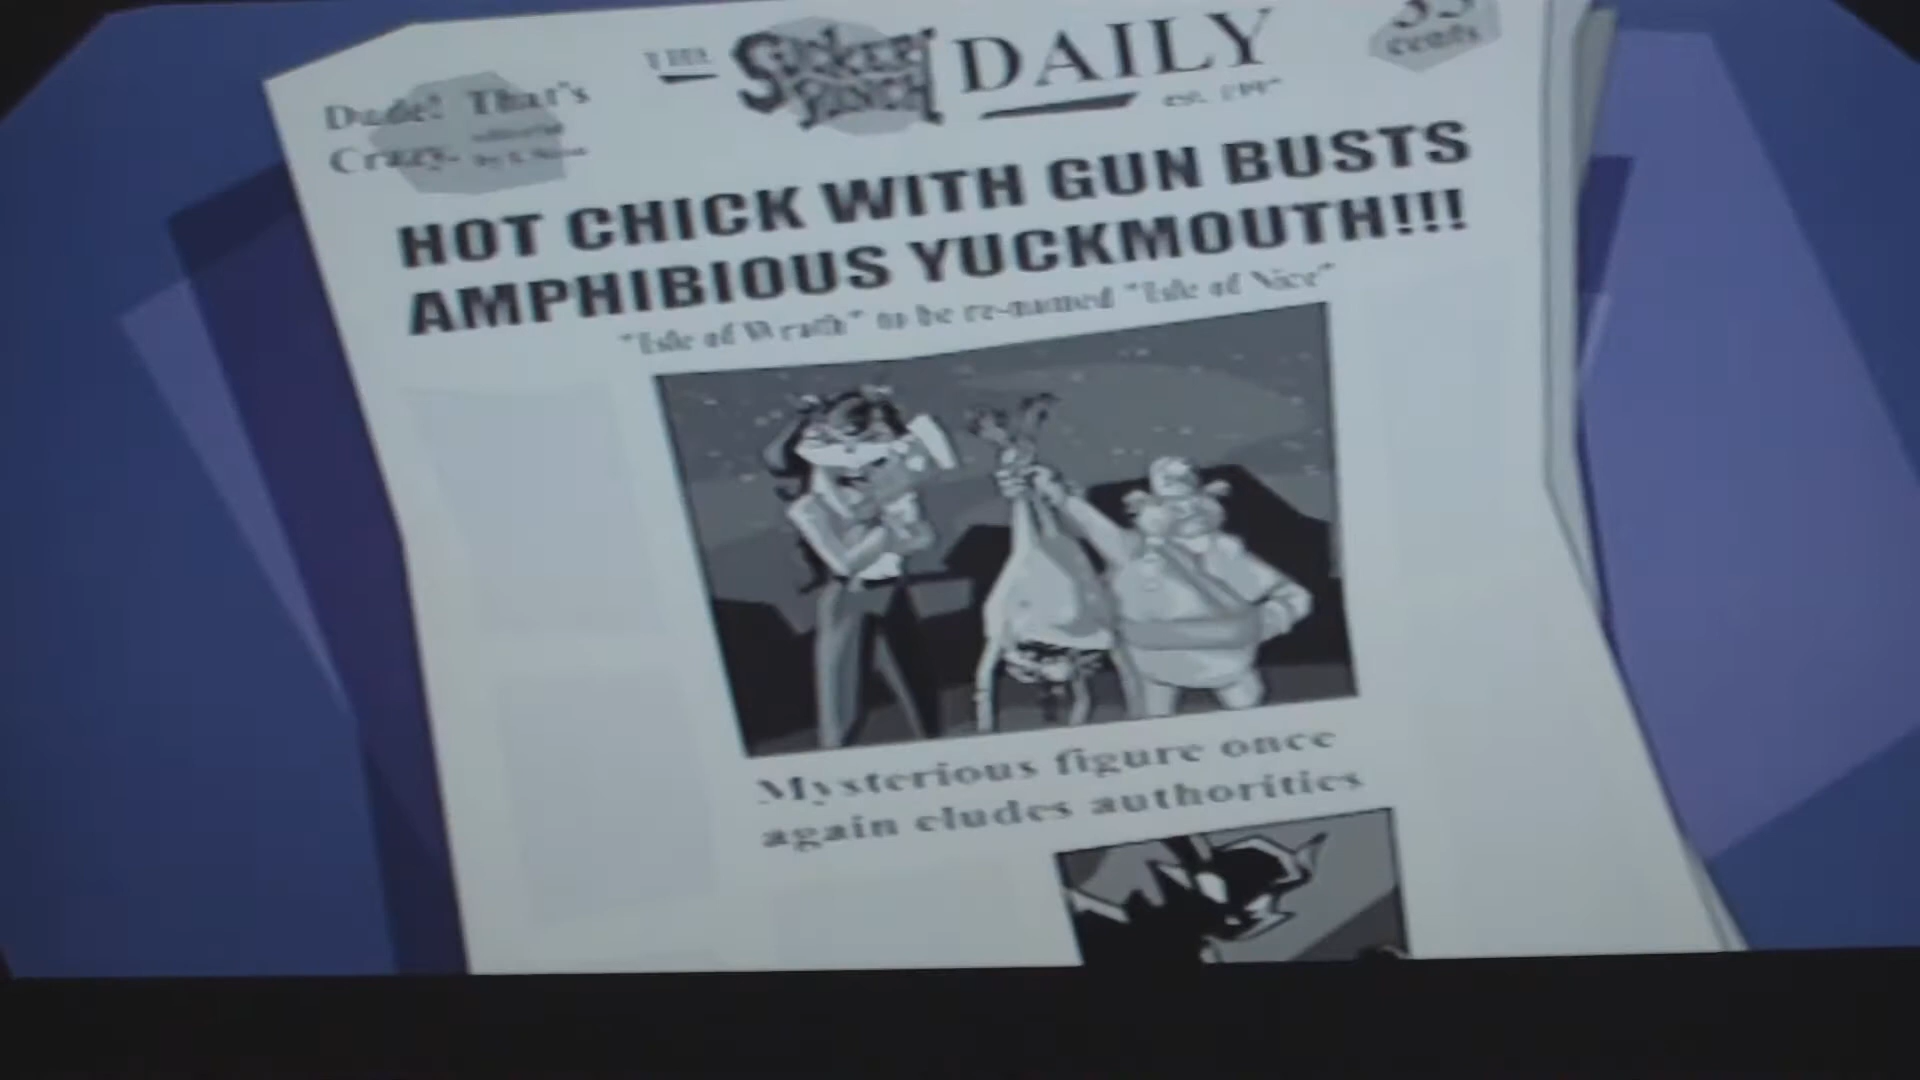 Dude! That's
Crazy.
THE SUCKER PUNCH DAILY
cents
HOT CHICK WITH GUN BUSTS
AMPHIBIOUS YUCKMOUTH!!!
"Isle of Wrath" to be re-named "Isle of Nice"
Mysterious figure once
again eludes authorities